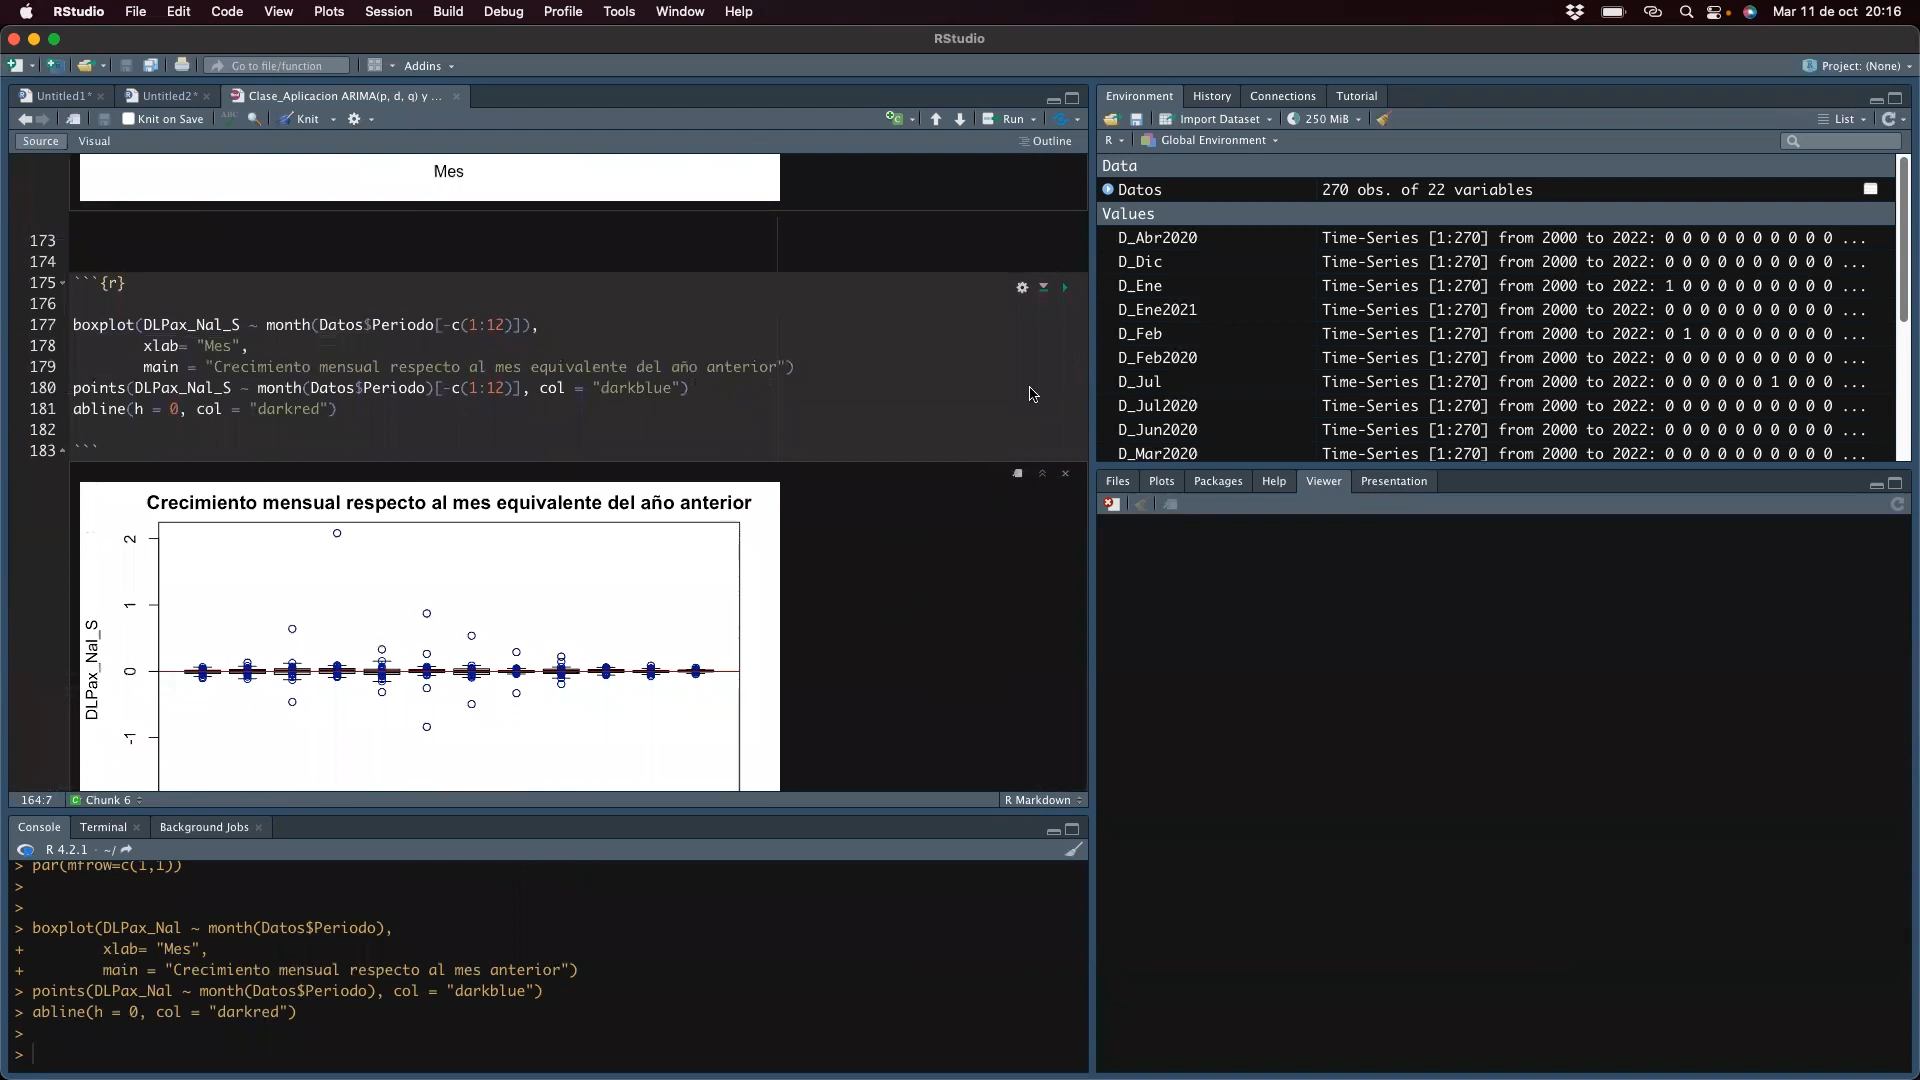 RStudio File Edit Code View Plots Session Build Debug Profile Tools Window Help Mar 11 de oct 20:16
RStudio
Go to file/function Addins Project: (None)
Untitled1* Untitled2* Clase_Aplicacion ARIMA(p, d, q) y ...
Knit on Save ABC Knit Run
Source Visual Outline
Mes
173
174
175 ```{r}
176
177 boxplot(DLPax_Nal_S ~ month(Datos$Periodo[-c(1:12)]),
178 xlab= "Mes",
179 main = "Crecimiento mensual respecto al mes equivalente del año anterior")
180 points(DLPax_Nal_S ~ month(Datos$Periodo)[-c(1:12)], col = "darkblue")
181 abline(h = 0, col = "darkred")
182
183 ```
Crecimiento mensual respecto al mes equivalente del año anterior
2
1
0
-1
DLPax_Nal_S
164:7 C Chunk 6 R Markdown
Console Terminal Background Jobs
R 4.2.1 · ~/
> par(mfrow=c(1,1))
>
>
> boxplot(DLPax_Nal ~ month(Datos$Periodo),
+ xlab= "Mes",
+ main = "Crecimiento mensual respecto al mes anterior")
> points(DLPax_Nal ~ month(Datos$Periodo), col = "darkblue")
> abline(h = 0, col = "darkred")
>
>
Environment History Connections Tutorial
Import Dataset 250 MiB List
R Global Environment
Data
Datos 270 obs. of 22 variables
Values
D_Abr2020 Time-Series [1:270] from 2000 to 2022: 0 0 0 0 0 0 0 0 0 0 ...
D_Dic Time-Series [1:270] from 2000 to 2022: 0 0 0 0 0 0 0 0 0 0 ...
D_Ene Time-Series [1:270] from 2000 to 2022: 1 0 0 0 0 0 0 0 0 0 ...
D_Ene2021 Time-Series [1:270] from 2000 to 2022: 0 0 0 0 0 0 0 0 0 0 ...
D_Feb Time-Series [1:270] from 2000 to 2022: 0 1 0 0 0 0 0 0 0 0 ...
D_Feb2020 Time-Series [1:270] from 2000 to 2022: 0 0 0 0 0 0 0 0 0 0 ...
D_Jul Time-Series [1:270] from 2000 to 2022: 0 0 0 0 0 0 1 0 0 0 ...
D_Jul2020 Time-Series [1:270] from 2000 to 2022: 0 0 0 0 0 0 0 0 0 0 ...
D_Jun2020 Time-Series [1:270] from 2000 to 2022: 0 0 0 0 0 0 0 0 0 0 ...
D_Mar2020 Time-Series [1:270] from 2000 to 2022: 0 0 0 0 0 0 0 0 0 0 ...
Files Plots Packages Help Viewer Presentation